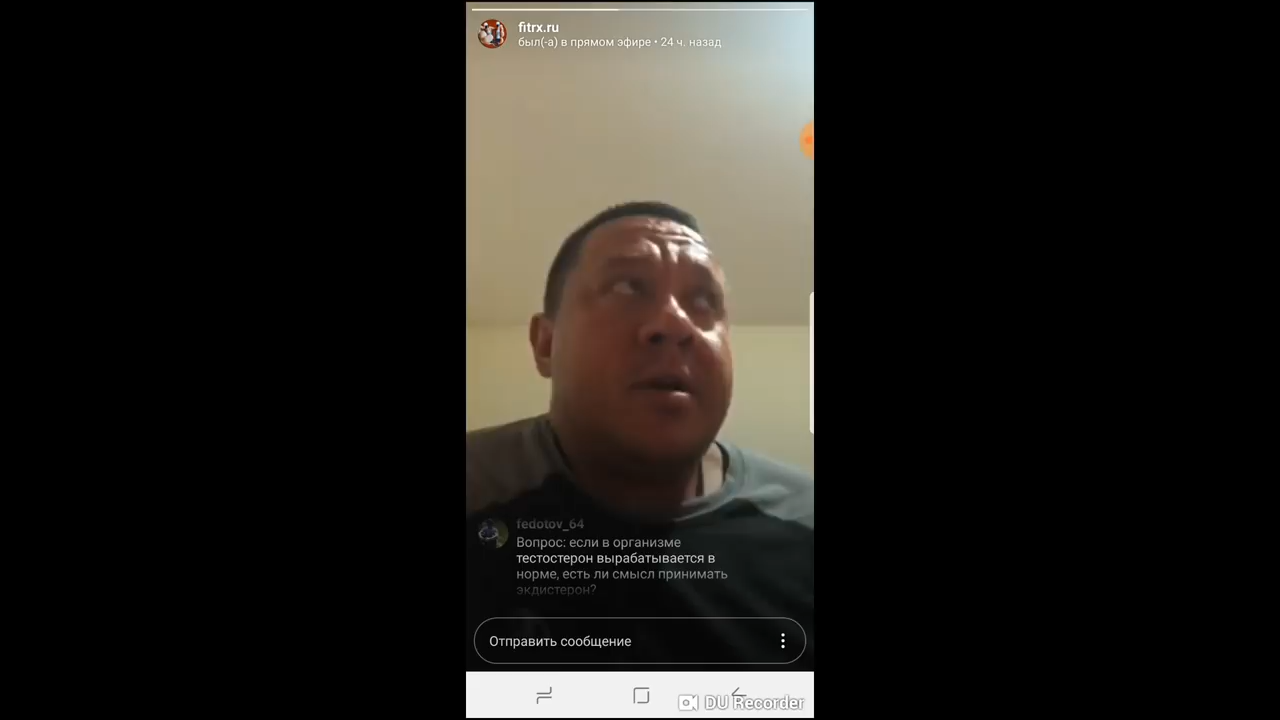 fitrx.ru
был(-а) в прямом эфире • 24 ч. назад
fedotov_64
Вопрос: если в организме
тестостерон вырабатывается в
норме, есть ли смысл принимать
экдистерон?
Отправить сообщение
DU Recorder